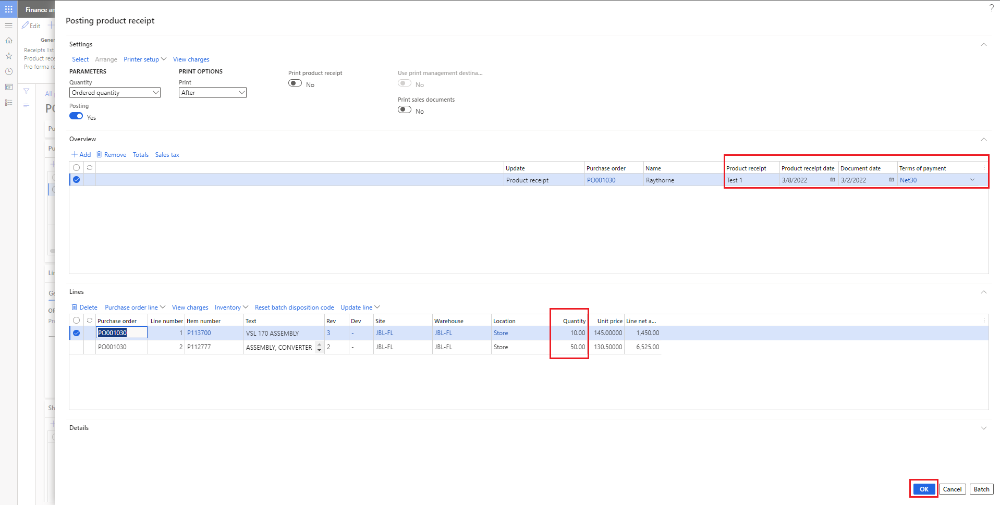 Finance an
?
Edit
Posting product receipt
Gener
Receipts list
Product rece
Pro forma re
Settings
Select Arrange Printer setup View charges
PARAMETERS
Quantity
Ordered quantity
Posting
Yes
PRINT OPTIONS
Print
After
Print product receipt
No
Use print management destina...
No
Print sales documents
No
All
PO
Pu
Pu
Overview
Add Remove Totals Sales tax
Update Purchase order Name Product receipt Product receipt date Document date Terms of payment
Product receipt PO001030 Raythorne Test 1 3/8/2022 3/2/2022 Net30
Lin
Ge
Lines
Delete Purchase order line View charges Inventory Reset batch disposition code Update line
Purchase order Line number Item number Text Rev Dev Site Warehouse Location Quantity Unit price Line net a...
PO001030 1 P113700 VSL 170 ASSEMBLY 3 - JBL-FL JBL-FL Store 10.00 145.00000 1,450.00
PO001030 2 P112777 ASSEMBLY, CONVERTER 2 - JBL-FL JBL-FL Store 50.00 130.50000 6,525.00
Sh
Details
OK Cancel Batch